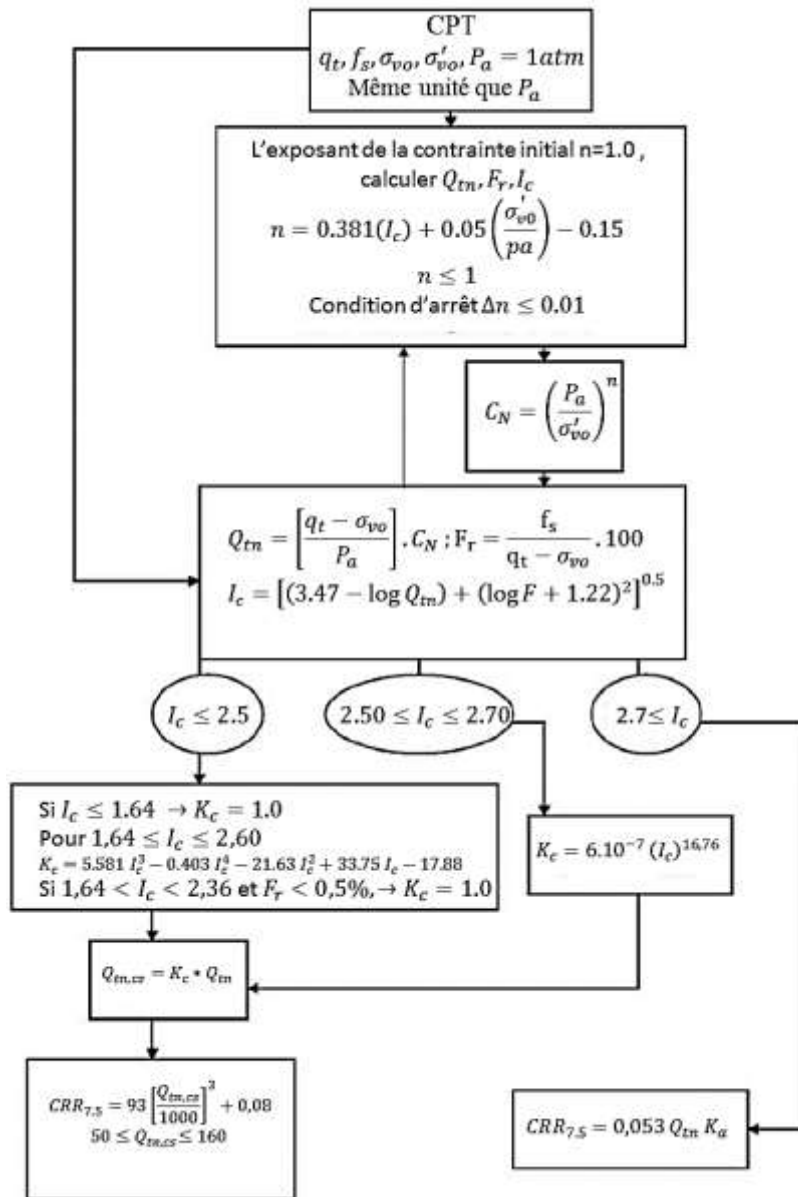 CPT
q_t, f_s, σ_vo, σ'_vo, P_a = 1atm
Même unité que P_a
L'exposant de la contrainte initial n=1.0 ,
calculer Q_tn, F_r, I_c
n = 0.381(I_c) + 0.05 (σ'_v0 / pa) − 0.15
n ≤ 1
Condition d'arrêt Δn ≤ 0.01
C_N = (P_a / σ'_vo)^n
Q_tn = [(q_t − σ_vo) / P_a] . C_N ; F_r = f_s / (q_t − σ_vo) . 100
I_c = [(3.47 − log Q_tn) + (log F + 1.22)^2]^0.5
I_c ≤ 2.5
2.50 ≤ I_c ≤ 2.70
2.7 ≤ I_c
Si I_c ≤ 1.64 → K_c = 1.0
Pour 1,64 ≤ I_c ≤ 2,60
K_c = 5.581 I_c^3 − 0.403 I_c^4 − 21.63 I_c^2 + 33.75 I_c − 17.88
Si 1,64 < I_c < 2,36 et F_r < 0,5%, → K_c = 1.0
K_c = 6.10^−7 (I_c)^16,76
Q_tn,cs = K_c * Q_tn
CRR_7.5 = 93 [Q_tn,cs / 1000]^3 + 0,08
50 ≤ Q_tn,cs ≤ 160
CRR_7.5 = 0,053 Q_tn K_a